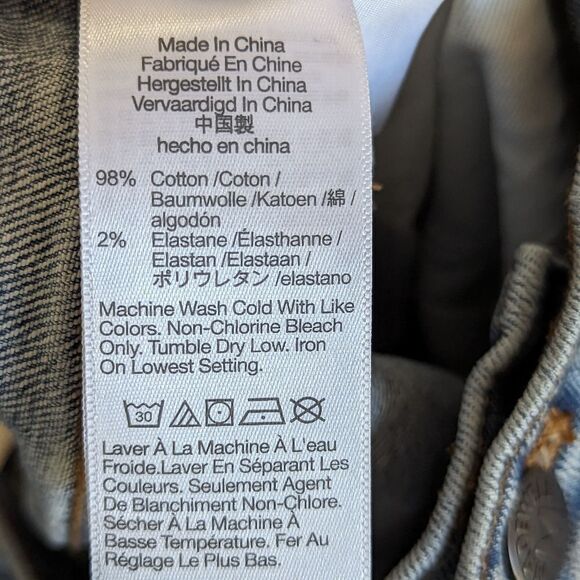 Made In China
Fabriqué En Chine
Hergestellt In China
Vervaardigd In China
中国製
hecho en china
98% Cotton /Coton /
Baumwolle /Katoen /綿 /
algodón
2% Elastane /Élasthanne /
Elastan /Elastaan /
ポリウレタン /elastano
Machine Wash Cold With Like
Colors. Non-Chlorine Bleach
Only. Tumble Dry Low. Iron
On Lowest Setting.
30
Laver À La Machine À L'eau
Froide.Laver En Séparant Les
Couleurs. Seulement Agent
De Blanchiment Non-Chlore.
Sécher À La Machine À
Basse Température. Fer Au
Réglage Le Plus Bas.